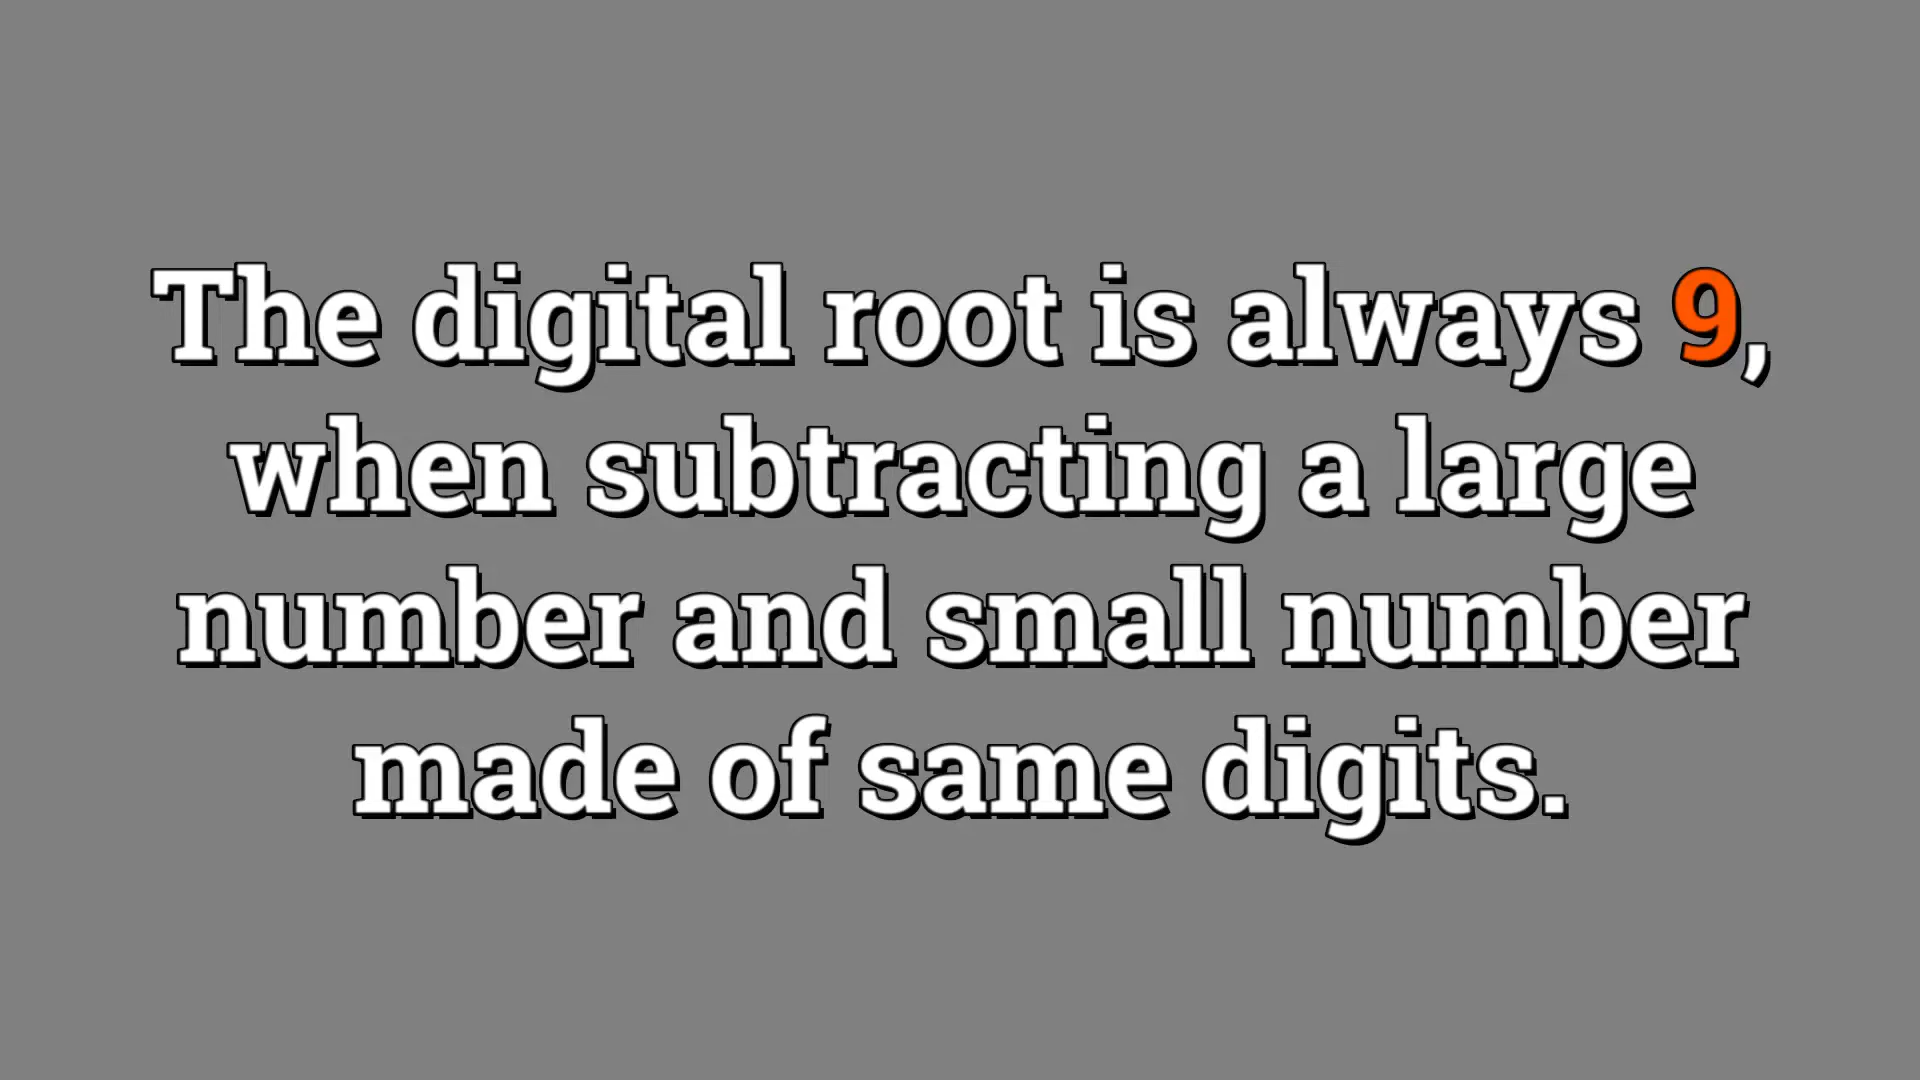 The digital root is always 9,
when subtracting a large
number and small number
made of same digits.